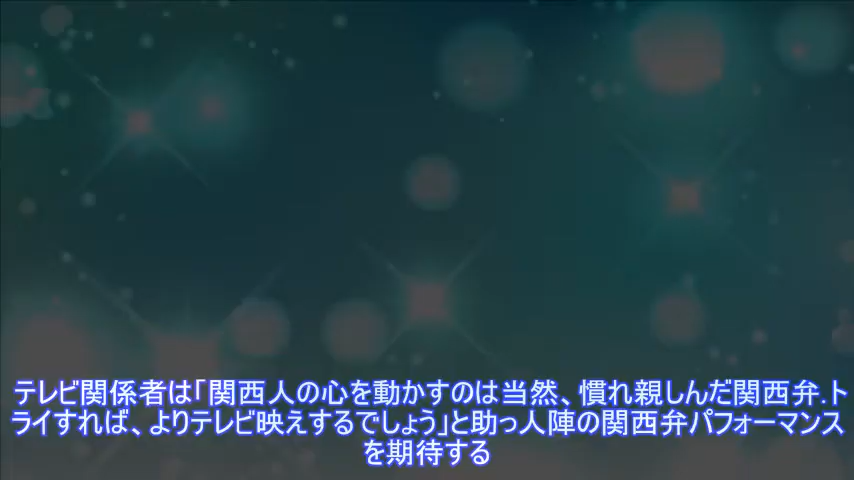 テレビ関係者は「関西人の心を動かすのは当然、慣れ親しんだ関西弁.ト
ライすれば、よりテレビ映えするでしょう」と助っ人陣の関西弁パフォーマンス
を期待する